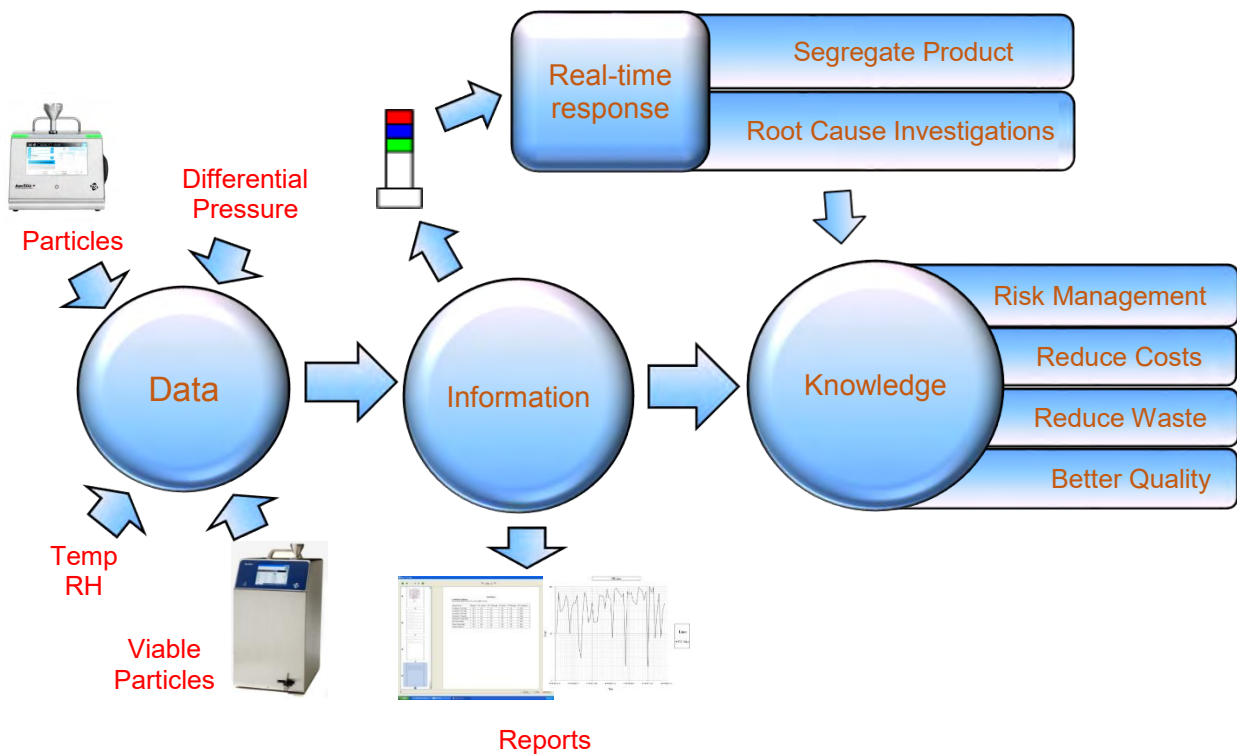 Real-time
response
Segregate Product
Root Cause Investigations
Differential
Pressure
Particles
Data
Information
Knowledge
Risk Management
Reduce Costs
Reduce Waste
Better Quality
Temp
RH
Viable
Particles
Reports